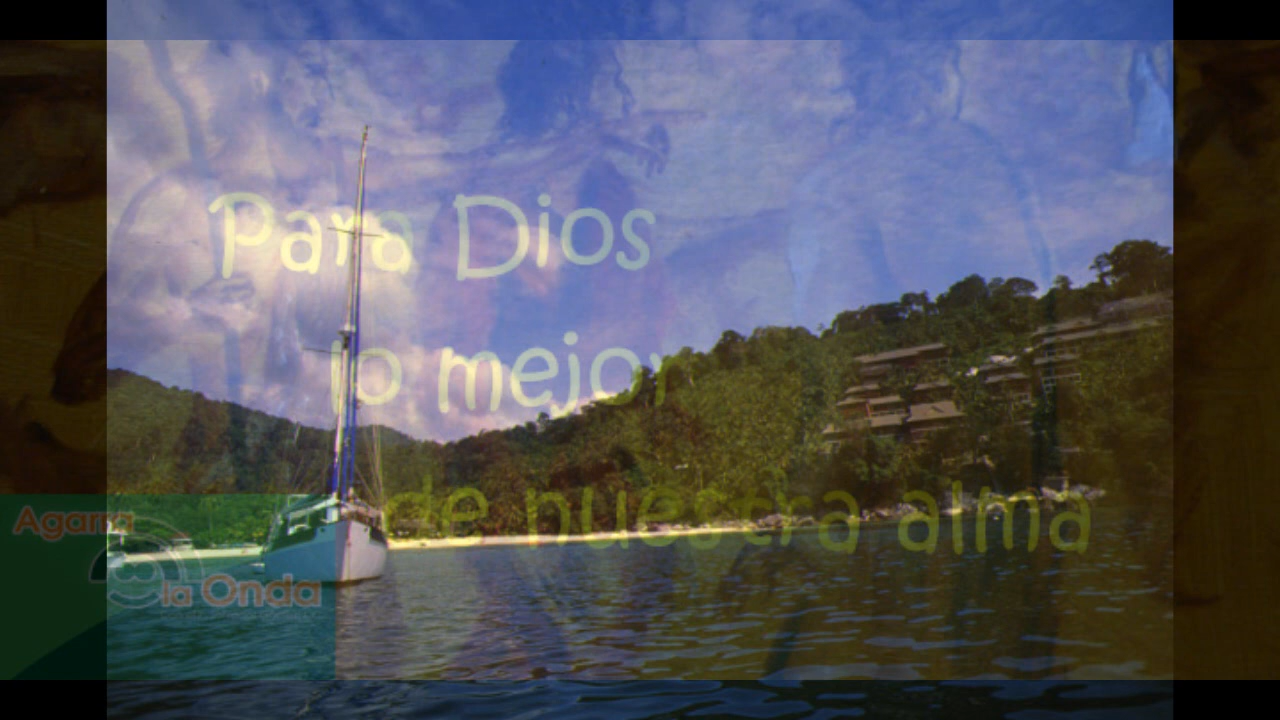 Para Dios
lo mejor
de nuestra alma
Agarra
la Onda